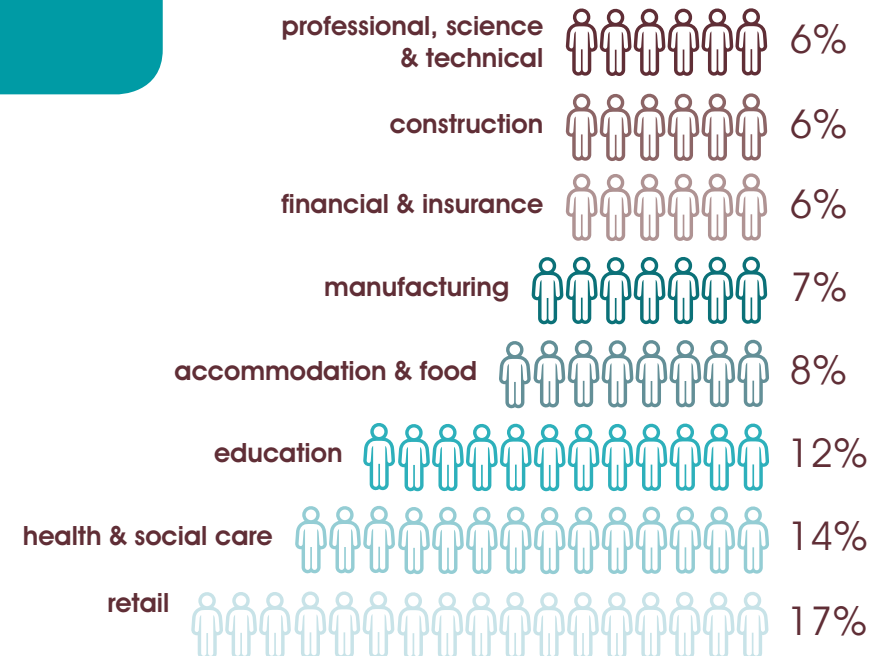 professional, science
& technical
6%
construction 6%
financial & insurance 6%
manufacturing 7%
accommodation & food 8%
education 12%
health & social care 14%
retail 17%